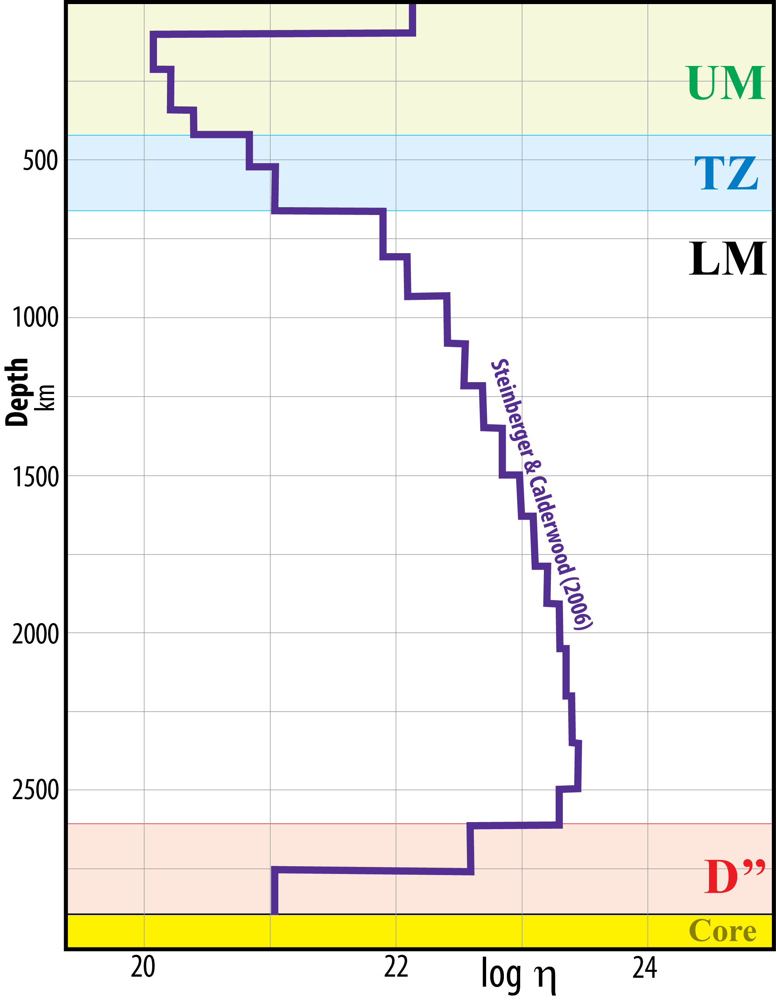 UM
TZ
LM
D”
Core
500
1000
1500
2000
2500
Depth
km
Steinberger & Calderwood (2006)
20
22
24
log η